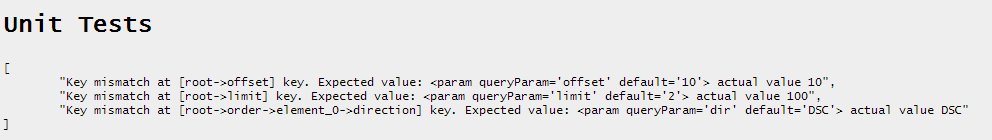 Unit Tests
[
"Key mismatch at [root->offset] key. Expected value: <param queryParam='offset' default='10'> actual value 10",
"Key mismatch at [root->limit] key. Expected value: <param queryParam='limit' default='2'> actual value 100",
"Key mismatch at [root->order->element_0->direction] key. Expected value: <param queryParam='dir' default='DSC'> actual value DSC"
]